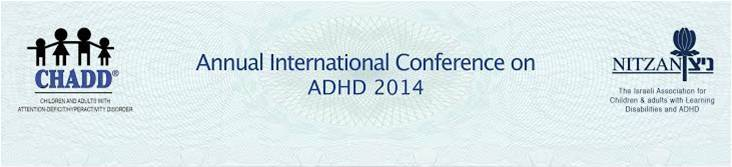 CHADD®
CHILDREN AND ADULTS WITH
ATTENTION-DEFICIT/HYPERACTIVITY DISORDER
Annual International Conference on
ADHD 2014
NITZAN ניצן
The Israeli Association for
Children & adults with Learning
Disabilities and ADHD